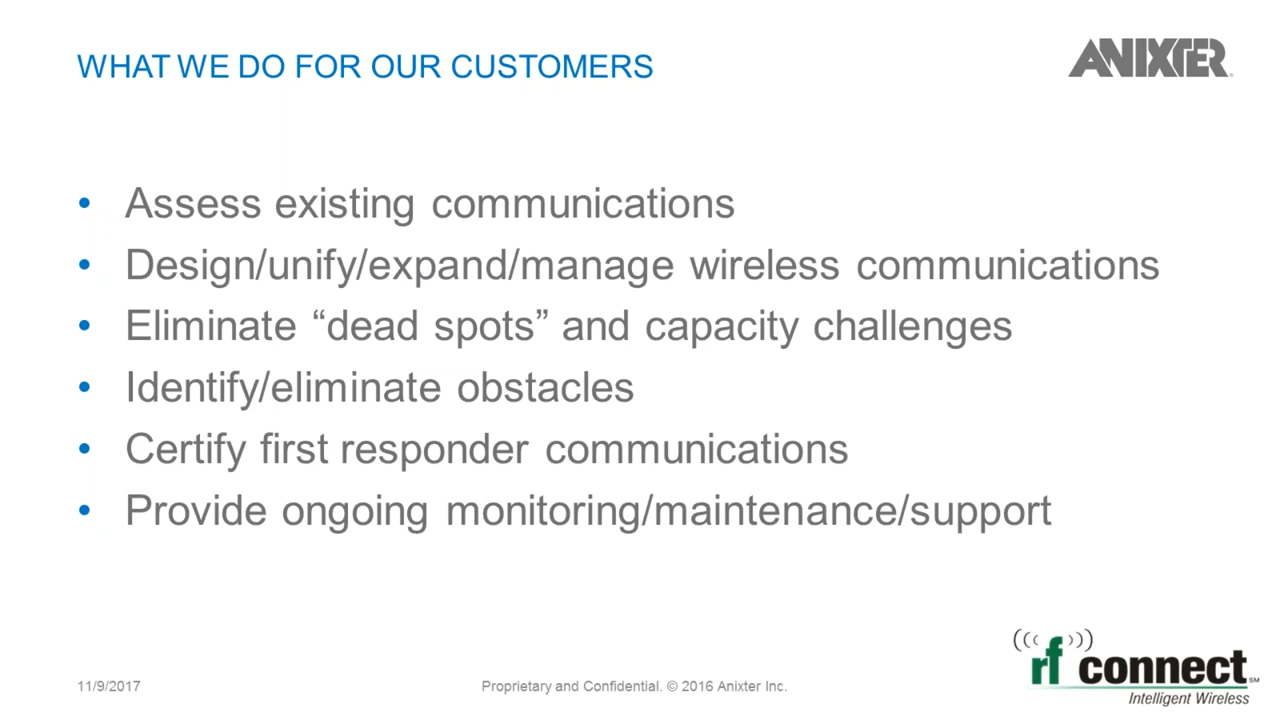 WHAT WE DO FOR OUR CUSTOMERS
ANIXTER
• Assess existing communications
• Design/unify/expand/manage wireless communications
• Eliminate “dead spots” and capacity challenges
• Identify/eliminate obstacles
• Certify first responder communications
• Provide ongoing monitoring/maintenance/support
11/9/2017
Proprietary and Confidential. © 2016 Anixter Inc.
rf connect SM
Intelligent Wireless